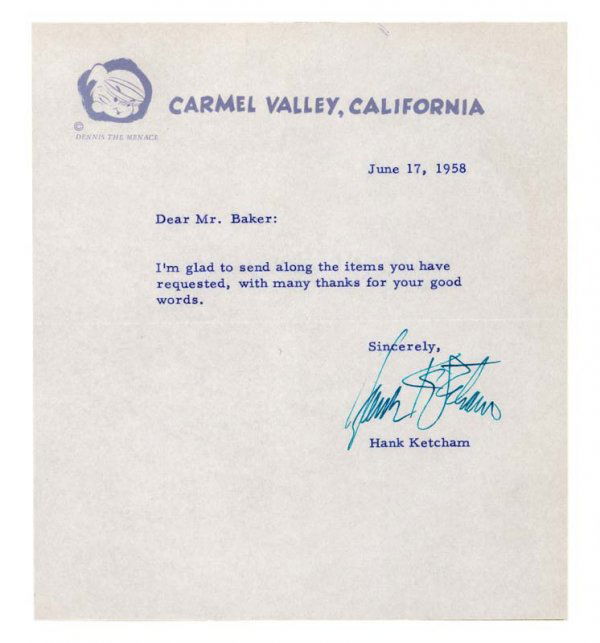 CARMEL VALLEY, CALIFORNIA
©
DENNIS THE MENACE
June 17, 1958
Dear Mr. Baker:
I'm glad to send along the items you have
requested, with many thanks for your good
words.
Sincerely,
Hank Ketcham
Hank Ketcham